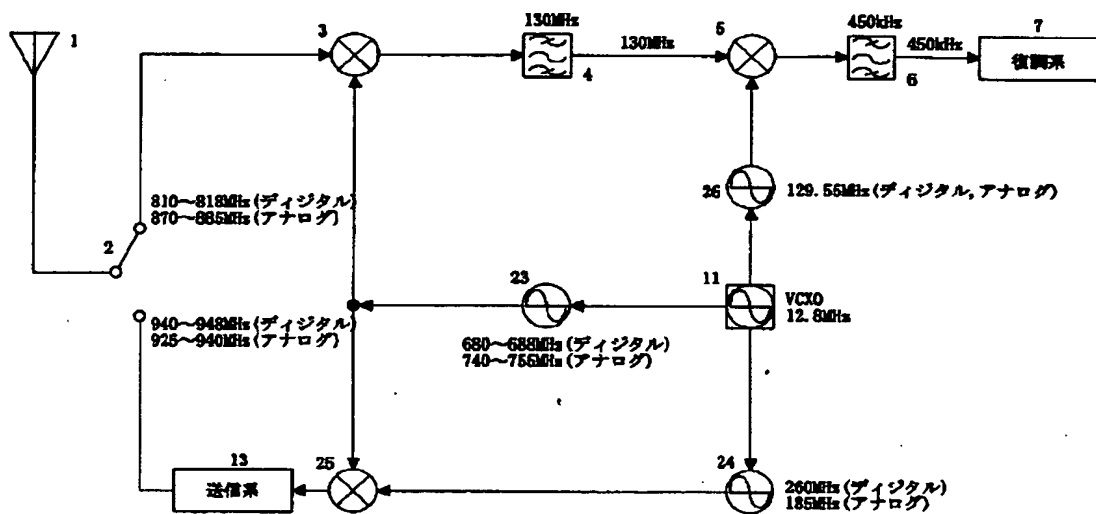 1
3
130MHz
4
130MHz
5
450kHz
6
450kHz
7
復調系
810〜818MHz(ディジタル)
870〜885MHz(アナログ)
2
26
129.55MHz(ディジタル,アナログ)
940〜948MHz(ディジタル)
925〜940MHz(アナログ)
23
680〜688MHz(ディジタル)
740〜755MHz(アナログ)
11
VCXO
12.8MHz
13
送信系
25
24
260MHz(ディジタル)
185MHz(アナログ)